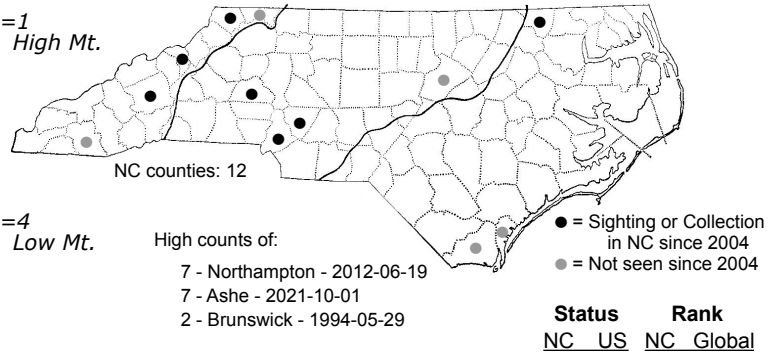 =1
High Mt.
NC counties: 12
=4
Low Mt.
High counts of:
7 - Northampton - 2012-06-19
7 - Ashe - 2021-10-01
2 - Brunswick - 1994-05-29
= Sighting or Collection
in NC since 2004
= Not seen since 2004
Status Rank
NC US NC Global